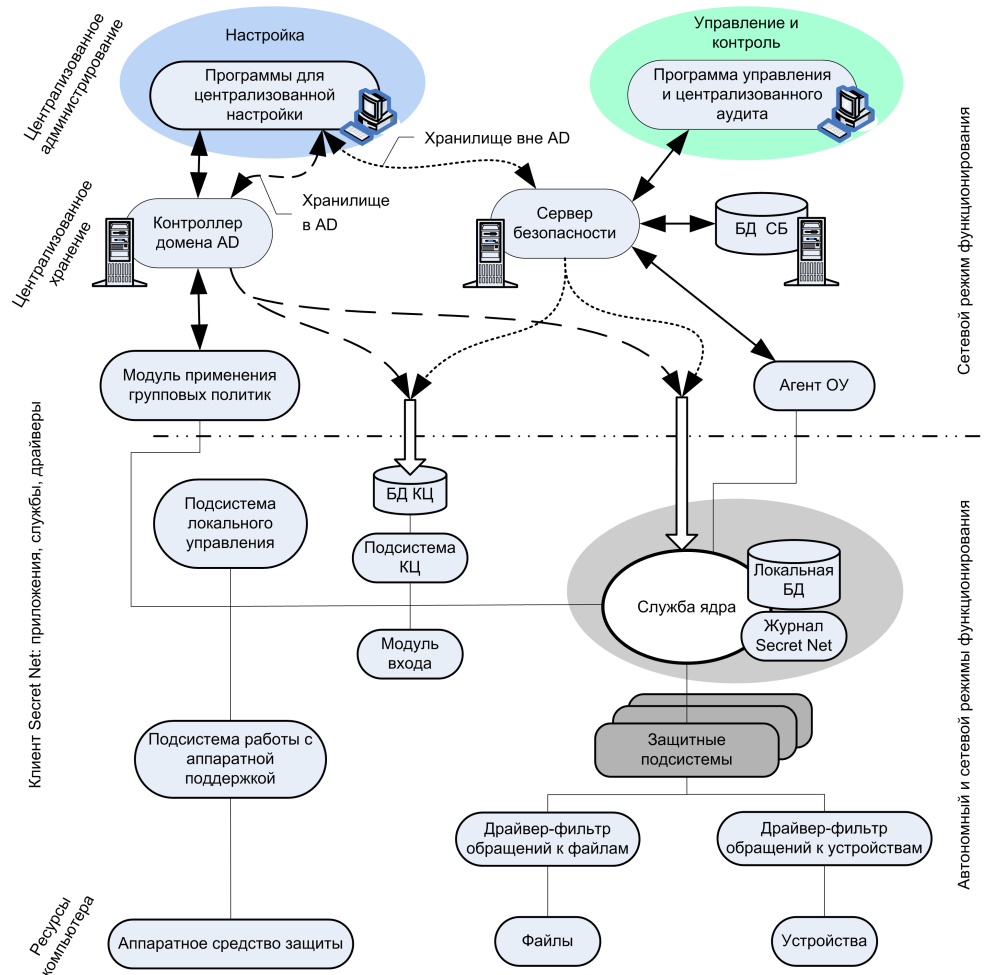 Централизованное
администрирование
Настройка
Программы для
централизованной
настройки
Управление и
контроль
Программа управления
и централизованного
аудита
Хранилище вне AD
Хранилище
в AD
Централизованное
хранение
Контроллер
домена AD
Сервер
безопасности
БД СБ
Сетевой режим функционирования
Модуль применения
групповых политик
Агент ОУ
Клиент Secret Net: приложения, службы, драйверы
БД КЦ
Подсистема
локального
управления
Подсистема
КЦ
Модуль
входа
Служба ядра
Локальная
БД
Журнал
Secret Net
Автономный и сетевой режимы функционирования
Подсистема работы с
аппаратной
поддержкой
Защитные
подсистемы
Драйвер-фильтр
обращений к файлам
Драйвер-фильтр
обращений к устройствам
Ресурсы
компьютера
Аппаратное средство защиты
Файлы
Устройства